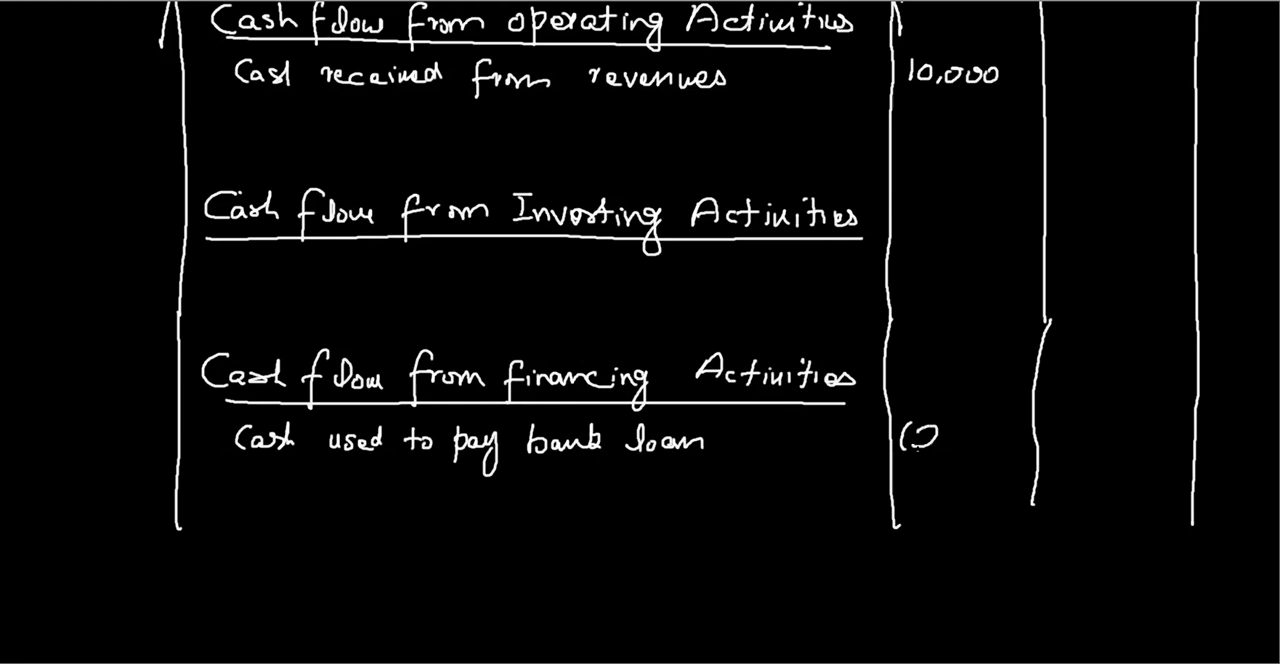 Cash flow from operating Activities
Cash received from revenues 10,000
Cash flow from Investing Activities
Cash flow from financing Activities
Cash used to pay bank loan